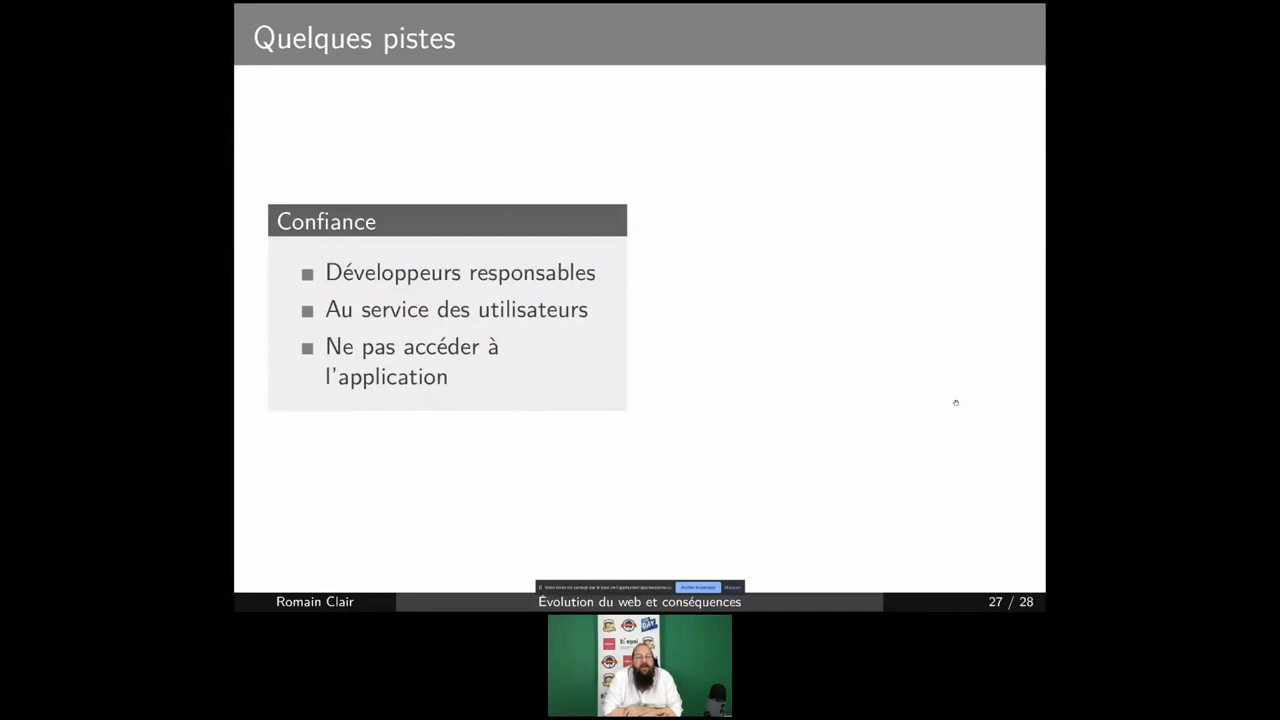 Quelques pistes
Confiance
Développeurs responsables
Au service des utilisateurs
Ne pas accéder à
l'application
Romain Clair
Évolution du web et conséquences
27 / 28
epsi